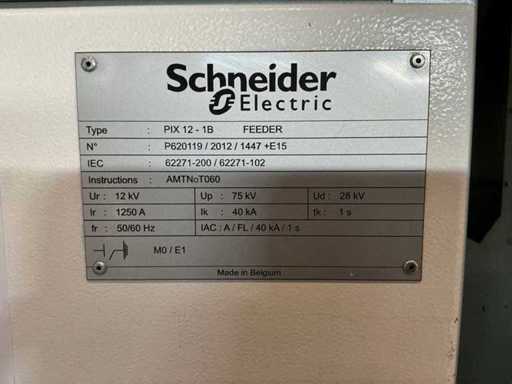 Schneider
Electric
Type : PIX 12 - 1B FEEDER
N° : P620119 / 2012 / 1447 +E15
IEC : 62271-200 / 62271-102
Instructions : AMTNoT060
Ur : 12 kV Up : 75 kV Ud : 28 kV
Ir : 1250 A Ik : 40 kA tk : 1 s
fr : 50/60 Hz IAC : A / FL / 40 kA / 1 s
M0 / E1
Made in Belgium